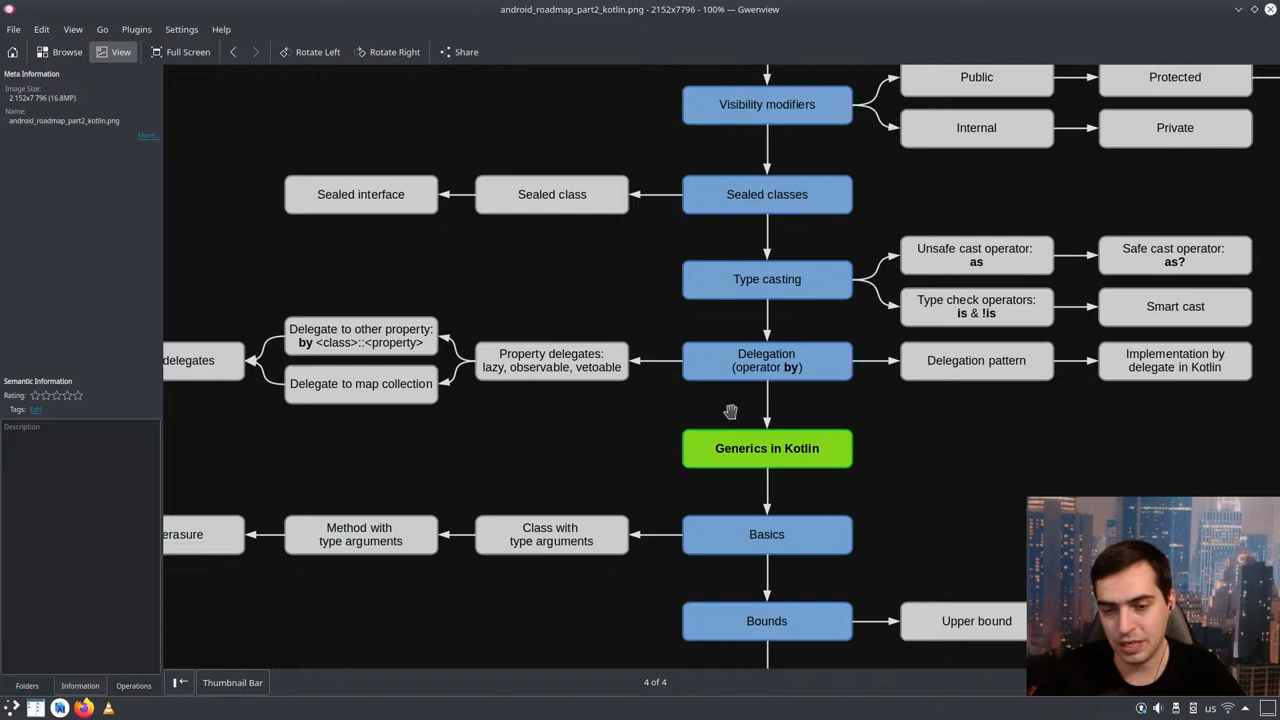 android_roadmap_part2_kotlin.png - 2152x7796 - 100% — Gwenview
File Edit View Go Plugins Settings Help
Browse View Full Screen Rotate Left Rotate Right Share
Meta Information
Image Size:
2 152x7 796 (16.8MP)
Name:
android_roadmap_part2_kotlin.png
More...
Semantic Information
Rating:
Tags: Edit
Description
Folders Information Operations
Public Protected
Visibility modifiers
Internal Private
Sealed interface Sealed class Sealed classes
Unsafe cast operator:
as
Safe cast operator:
as?
Type casting
Type check operators:
is & !is
Smart cast
Delegate to other property:
by <class>::<property>
delegates
Property delegates:
lazy, observable, vetoable
Delegation
(operator by)
Delegation pattern
Implementation by
delegate in Kotlin
Delegate to map collection
Generics in Kotlin
erasure
Method with
type arguments
Class with
type arguments
Basics
Bounds Upper bound
Thumbnail Bar 4 of 4
us